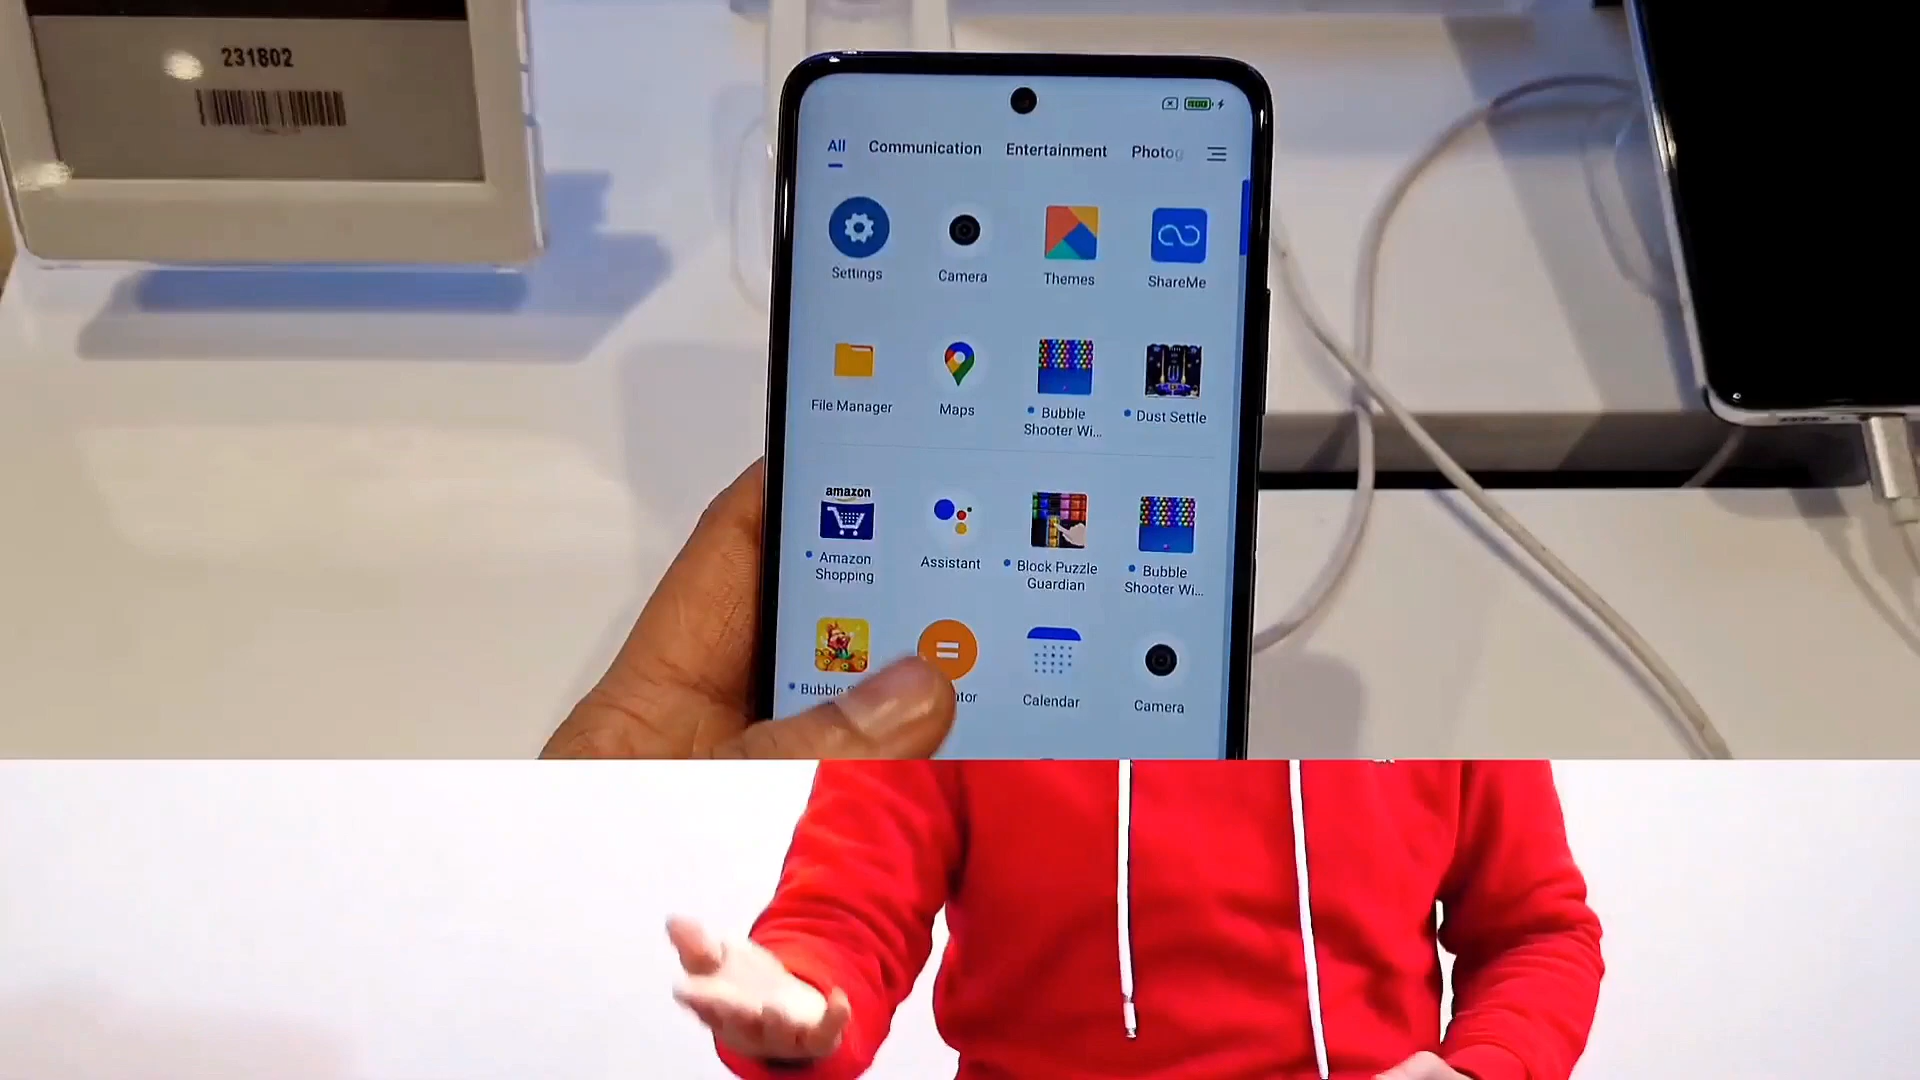 231802
100
All Communication Entertainment Photog
Settings Camera Themes ShareMe
File Manager Maps Bubble Shooter Wi... Dust Settle
amazon
Amazon Shopping Assistant Block Puzzle Guardian Bubble Shooter Wi...
Bubble Calendar Camera